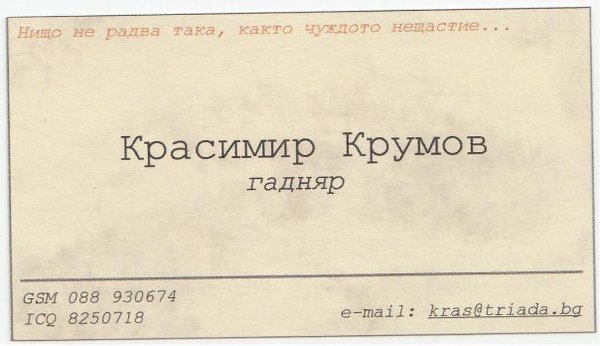 Нищо не радва така, както чуждото нещастие...
Красимир Крумов
гадняр
GSM 088 930674
ICQ 8250718
e-mail: kras@triada.bg